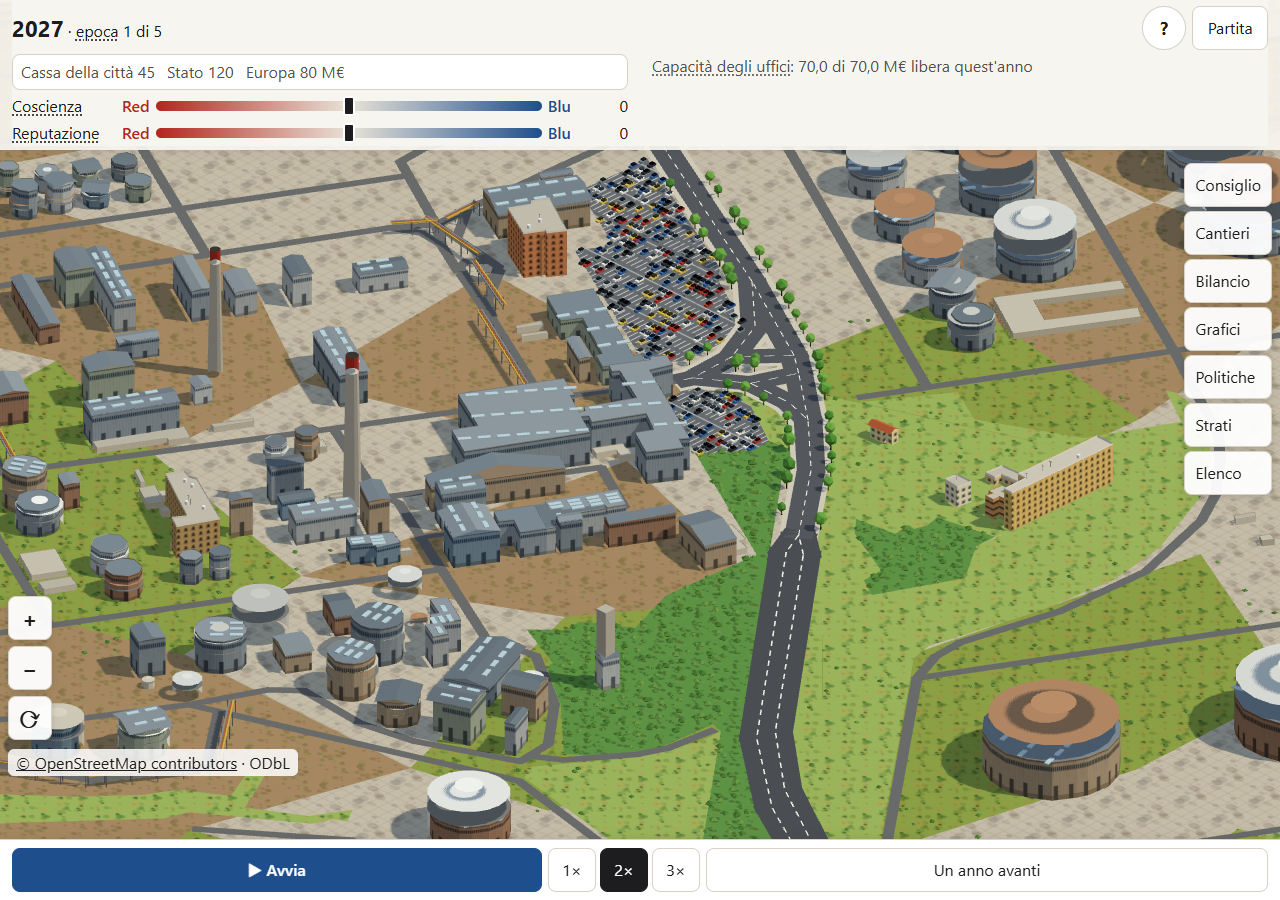 2027 · epoca 1 di 5
? Partita
Cassa della città 45 Stato 120 Europa 80 M€
Capacità degli uffici: 70,0 di 70,0 M€ libera quest'anno
Coscienza Red Blu 0
Reputazione Red Blu 0
Consiglio
Cantieri
Bilancio
Grafici
Politiche
Strati
Elenco
+
−
⟳
© OpenStreetMap contributors · ODbL
▶ Avvia 1× 2× 3× Un anno avanti